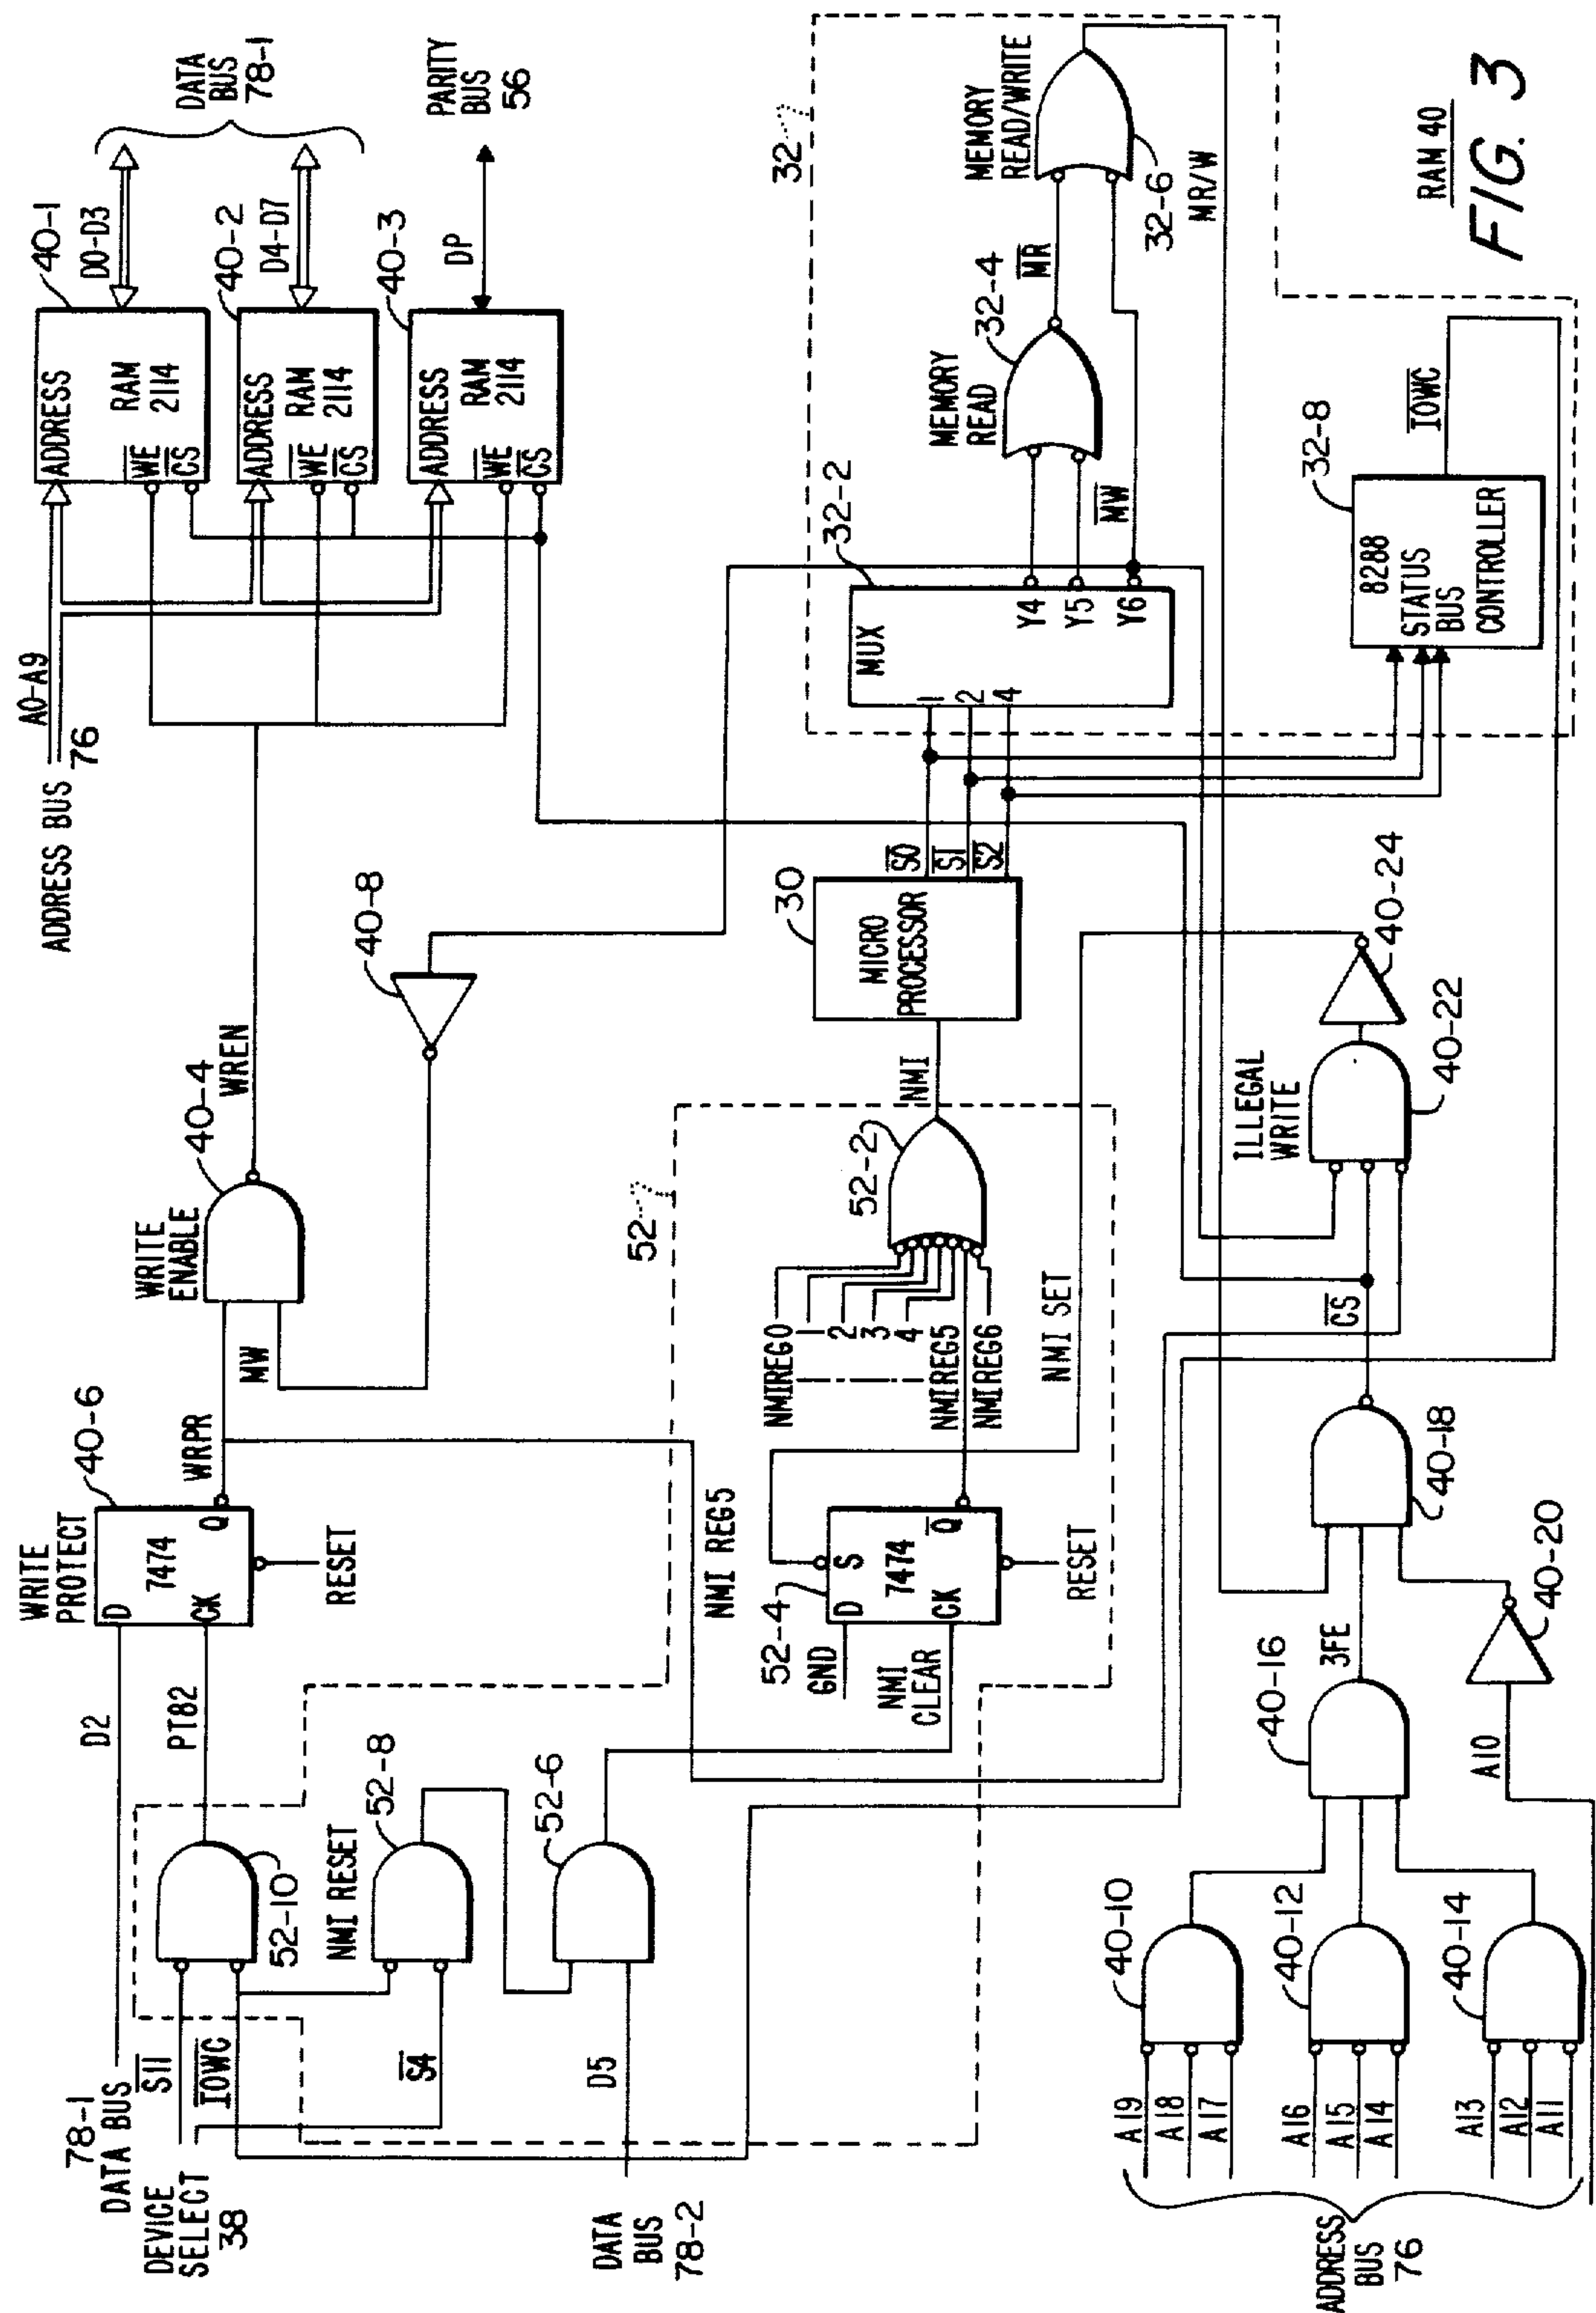 ADDRESS BUS
76
A0-A9
40-1
ADDRESS
RAM
2114
WE
CS
D0-D3
DATA
BUS
78-1
40-2
ADDRESS
RAM
2114
WE
CS
D4-D7
40-3
ADDRESS
RAM
2114
WE
CS
DP
PARITY
BUS
56
WRITE
PROTECT
40-6
D
7474
Q
CK
RESET
WRPR
WRITE
ENABLE
40-4
WREN
MW
40-8
78-1
DATA BUS
D2
PT82
DEVICE
SELECT
38
S11
IOWC
S4
52-10
NMI RESET
52-8
52-6
D5
DATA
BUS
78-2
52
NMI REG5
52-4
S
D
7474
Q
CK
GND
NMI
CLEAR
RESET
NMIREG0
1
2
3
4
NMIREG5
NMIREG6
52-2
NMI
NMI SET
30
MICRO
PROCESSOR
S0
S1
S2
32
32-2
MUX
1
2
4
Y4
Y5
Y6
MEMORY
READ
32-4
MR
MW
MEMORY
READ/WRITE
32-6
MR/W
32-8
8288
STATUS
BUS
CONTROLLER
IOWC
ADDRESS
BUS
76
A19
A18
A17
40-10
A16
A15
A14
40-12
A13
A12
A11
40-14
40-16
3FE
A10
40-20
40-18
CS
ILLEGAL
WRITE
40-22
40-24
RAM 40
FIG. 3